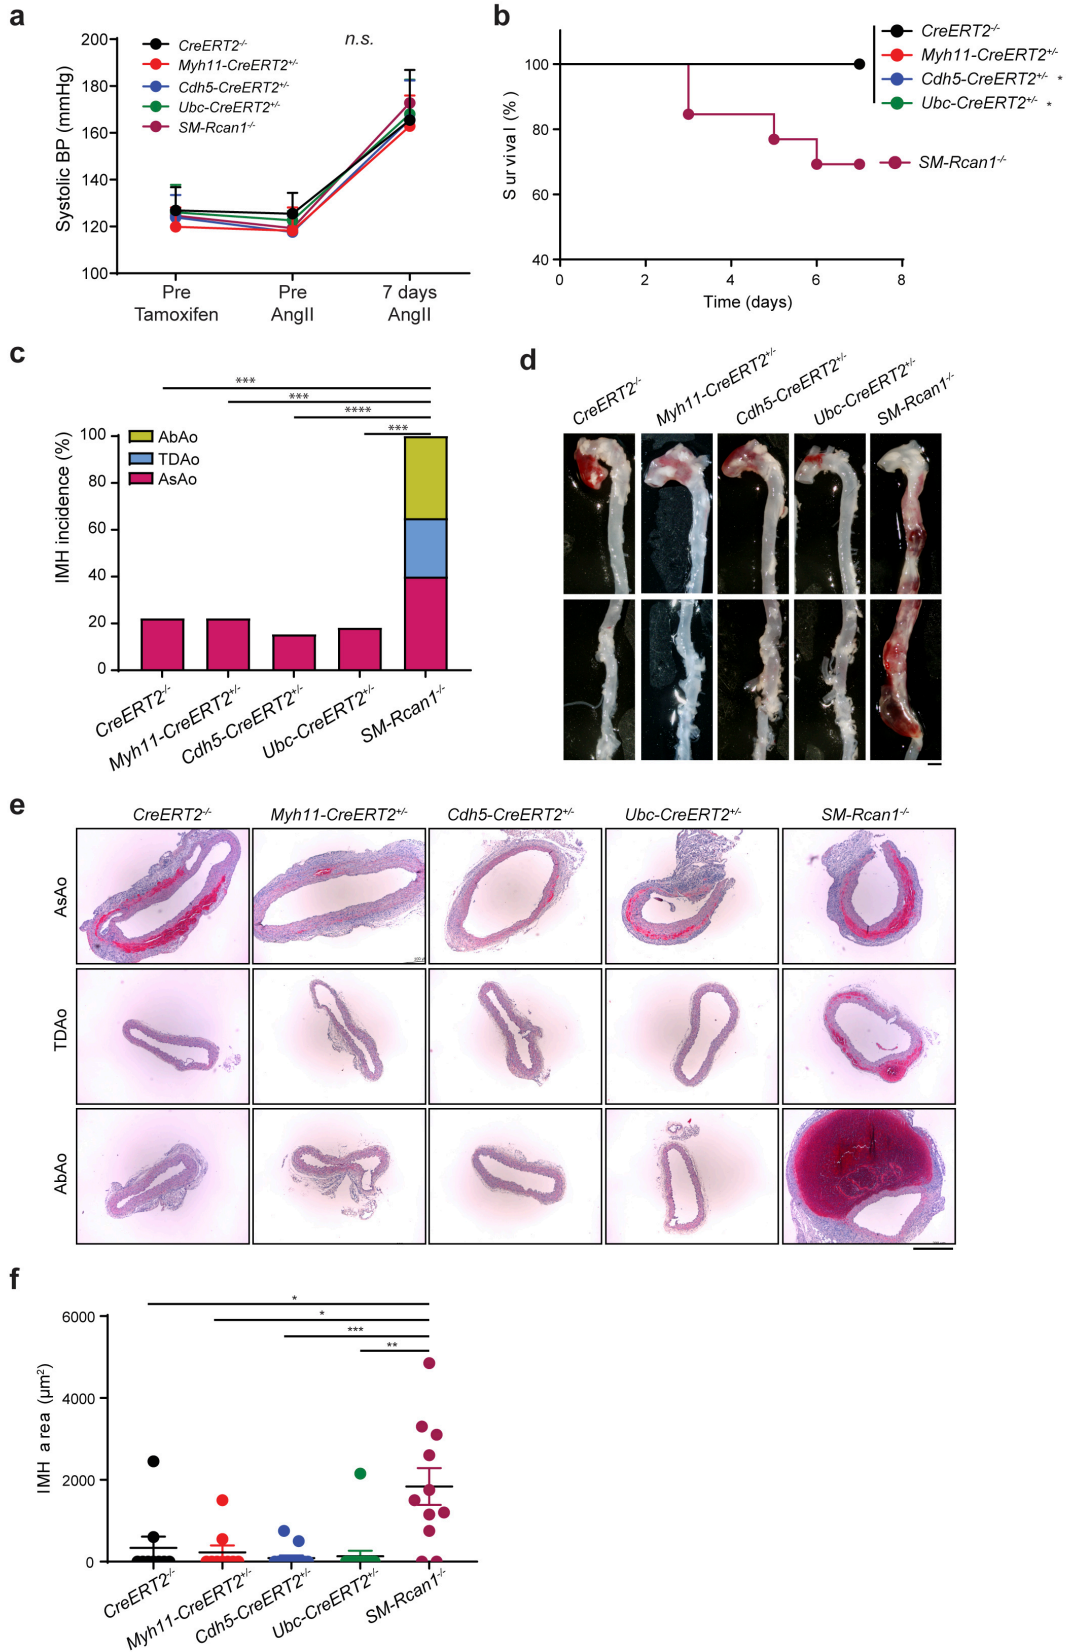 a
Systolic BP (mmHg)
200
180
160
140
120
100
CreERT2-/-
Myh11-CreERT2+/-
Cdh5-CreERT2+/-
Ubc-CreERT2+/-
SM-Rcan1-/-
n.s.
Pre Tamoxifen
Pre AngII
7 days AngII
b
Survival (%)
100
80
60
40
0
2
4
6
8
Time (days)
CreERT2-/-
Myh11-CreERT2+/-
Cdh5-CreERT2+/- *
Ubc-CreERT2+/- *
SM-Rcan1-/-
c
IMH incidence (%)
100
80
60
40
20
0
***
***
****
***
AbAo
TDAo
AsAo
CreERT2-/-
Myh11-CreERT2+/-
Cdh5-CreERT2+/-
Ubc-CreERT2+/-
SM-Rcan1-/-
d
CreERT2-/-
Myh11-CreERT2+/-
Cdh5-CreERT2+/-
Ubc-CreERT2+/-
SM-Rcan1-/-
e
CreERT2-/-
Myh11-CreERT2+/-
Cdh5-CreERT2+/-
Ubc-CreERT2+/-
SM-Rcan1-/-
AsAo
TDAo
AbAo
f
IMH area (µm²)
6000
4000
2000
0
*
*
***
**
CreERT2-/-
Myh11-CreERT2+/-
Cdh5-CreERT2+/-
Ubc-CreERT2+/-
SM-Rcan1-/-